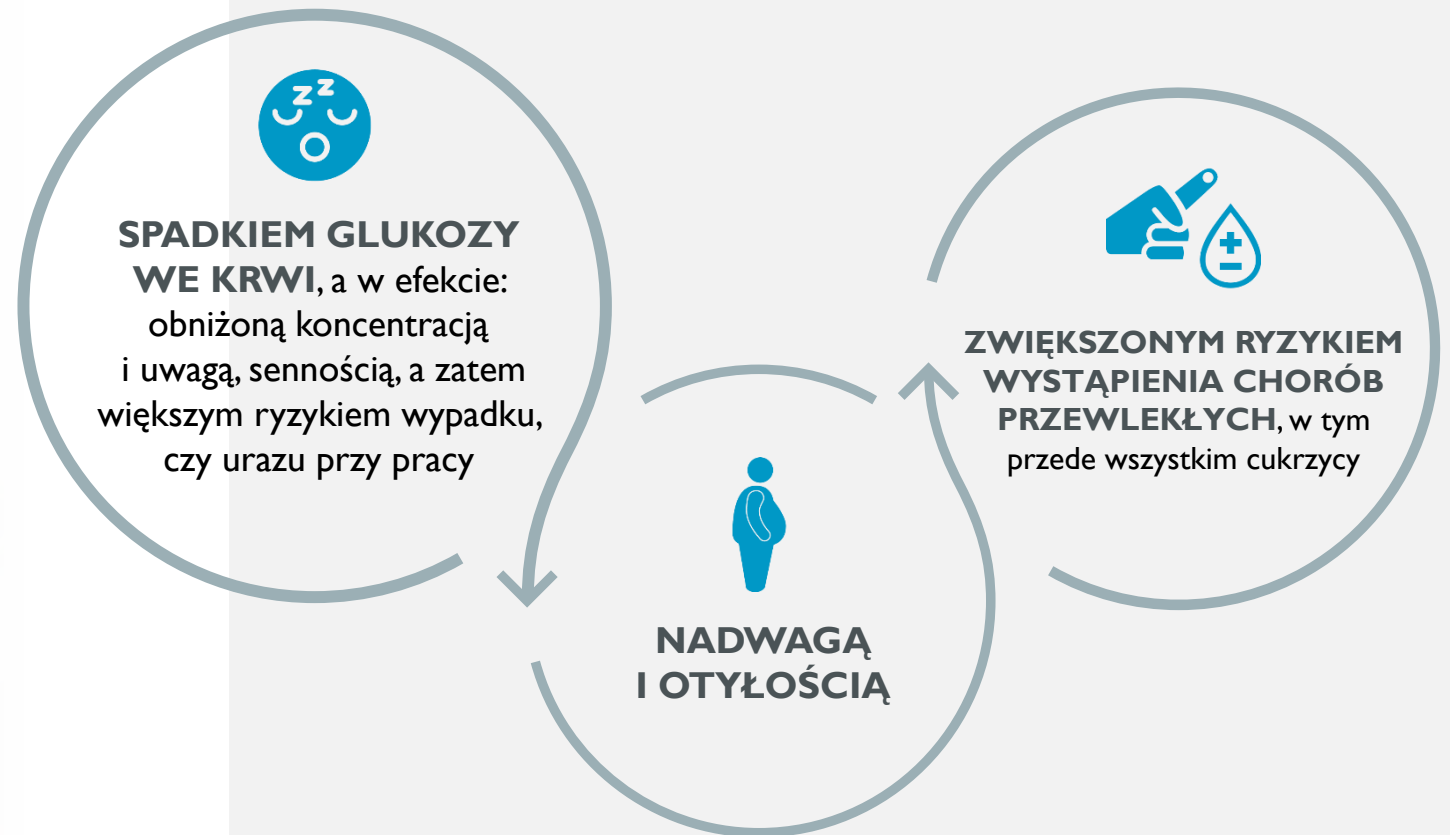 zz
SPADKIEM GLUKOZY
WE KRWI, a w efekcie:
obniżoną koncentracją
i uwagą, sennością, a zatem
większym ryzykiem wypadku,
czy urazu przy pracy
NADWAGĄ
I OTYŁOŚCIĄ
ZWIĘKSZONYM RYZYKIEM
WYSTĄPIENIA CHORÓB
PRZEWLEKŁYCH, w tym
przede wszystkim cukrzycy